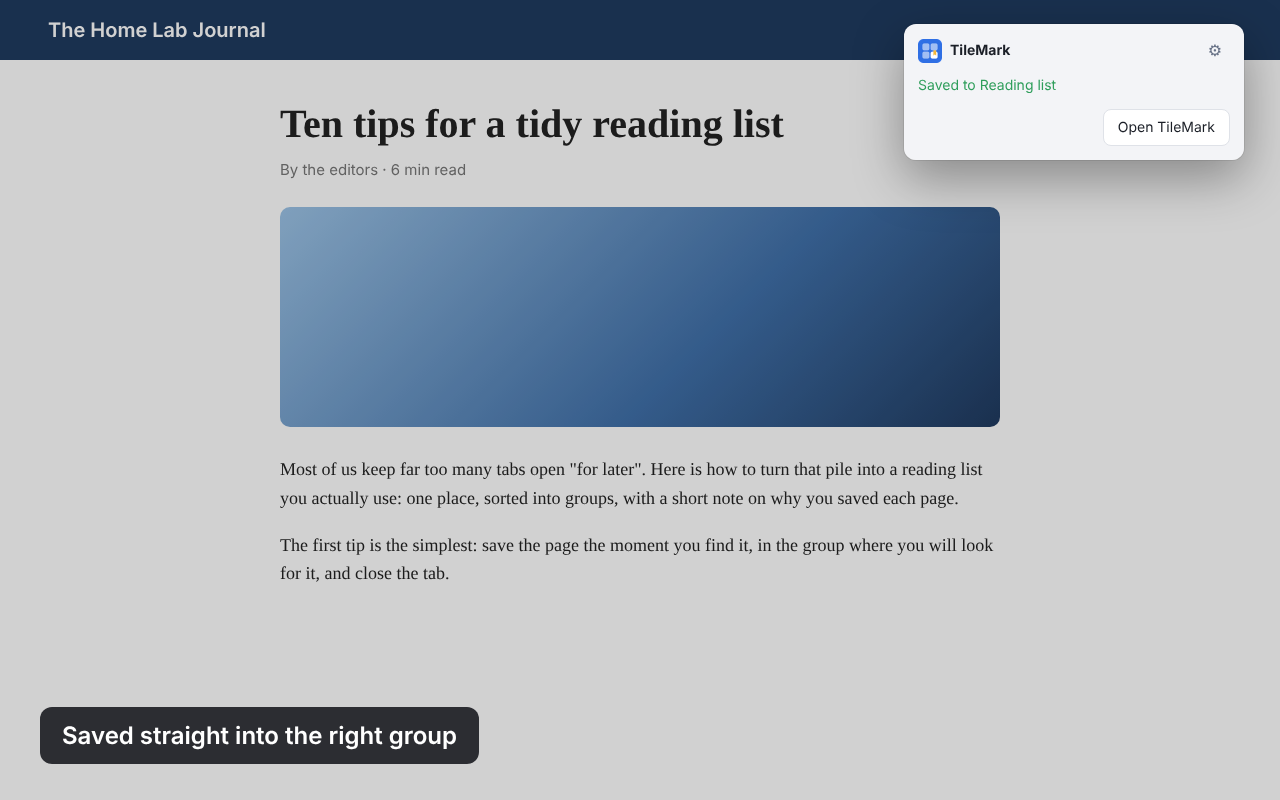 The Home Lab Journal
TileMark
Saved to Reading list
Open TileMark
Ten tips for a tidy reading list
By the editors · 6 min read
Most of us keep far too many tabs open "for later". Here is how to turn that pile into a reading list
you actually use: one place, sorted into groups, with a short note on why you saved each page.
The first tip is the simplest: save the page the moment you find it, in the group where you will look
for it, and close the tab.
Saved straight into the right group